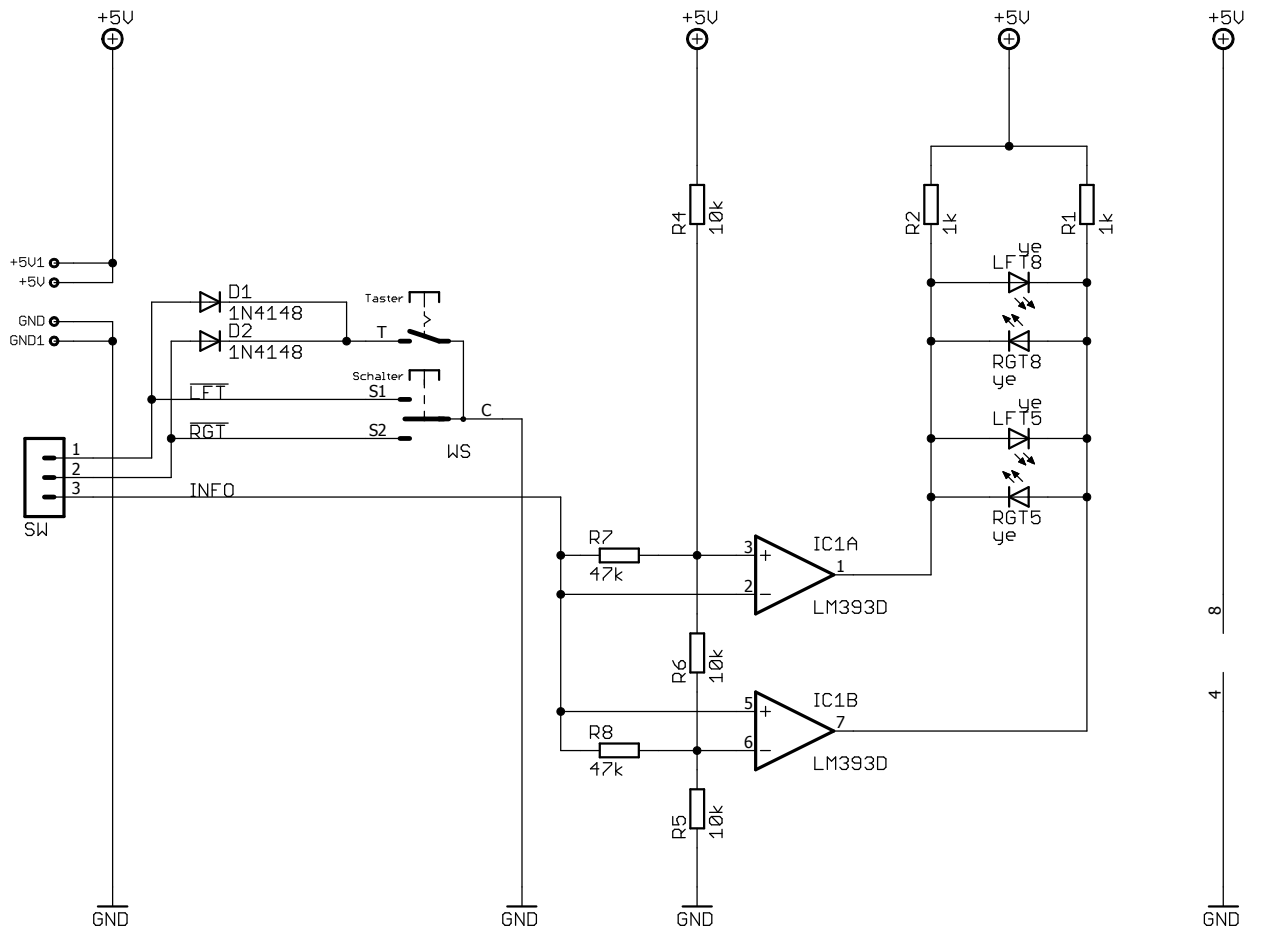 +5V
+5V
+5V
+5V
R4
10k
R2
1k
R1
1k
+5V1
+5V
GND
GND1
D1
1N4148
D2
1N4148
Taster
T
Schalter
S1
C
S2
WS
LFT
RGT
INFO
1
2
3
SW
ye
LFT8
RGT8
ye
ye
LFT5
RGT5
ye
R7
47k
3
+
2
−
1
IC1A
LM393D
R6
10k
R8
47k
5
+
6
−
7
IC1B
LM393D
R5
10k
8
4
GND
GND
GND
GND